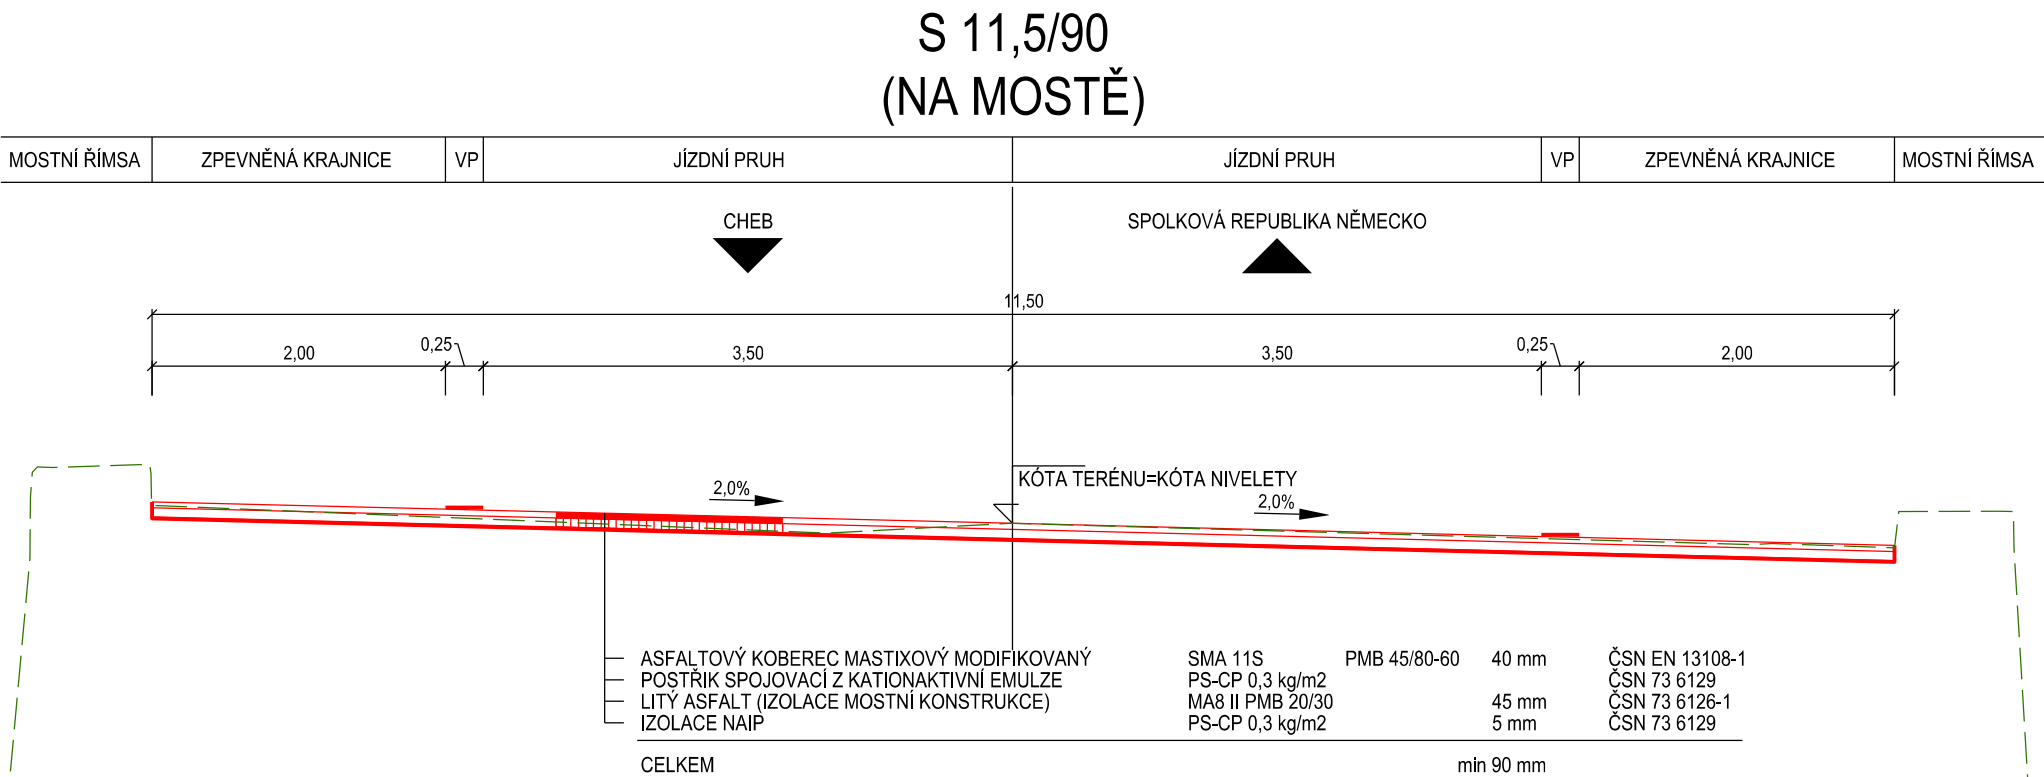 S 11,5/90
(NA MOSTĚ)
MOSTNÍ ŘÍMSA ZPEVNĚNÁ KRAJNICE VP JÍZDNÍ PRUH JÍZDNÍ PRUH VP ZPEVNĚNÁ KRAJNICE MOSTNÍ ŘÍMSA
CHEB SPOLKOVÁ REPUBLIKA NĚMECKO
11,50
2,00 0,25 3,50 3,50 0,25 2,00
KÓTA TERÉNU=KÓTA NIVELETY
2,0% 2,0%
ASFALTOVÝ KOBEREC MASTIXOVÝ MODIFIKOVANÝ SMA 11S PMB 45/80-60 40 mm ČSN EN 13108-1
POSTŘIK SPOJOVACÍ Z KATIONAKTIVNÍ EMULZE PS-CP 0,3 kg/m2 ČSN 73 6129
LITÝ ASFALT (IZOLACE MOSTNÍ KONSTRUKCE) MA8 II PMB 20/30 45 mm ČSN 73 6126-1
IZOLACE NAIP PS-CP 0,3 kg/m2 5 mm ČSN 73 6129
CELKEM min 90 mm